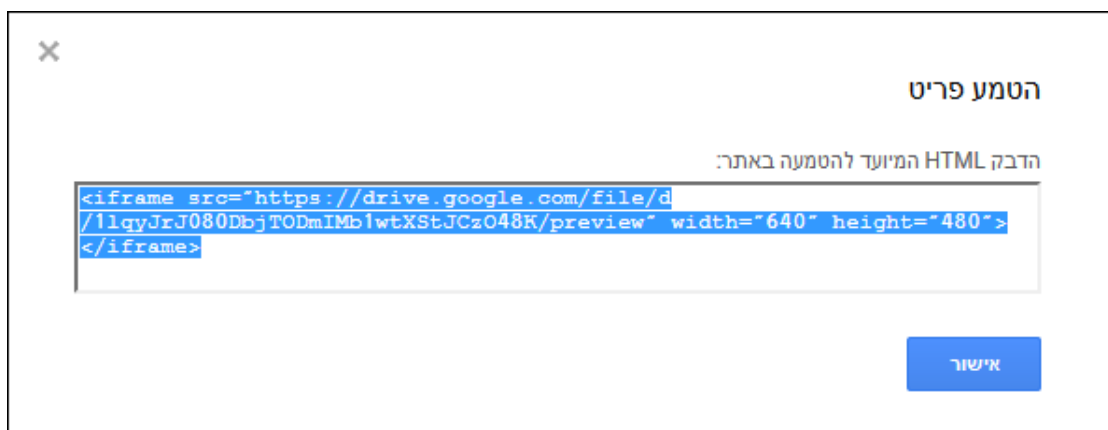 הטמע פריט
הדבק HTML המיועד להטמעה באתר:
<iframe src="https://drive.google.com/file/d
/1lqyJrJ080DbjTODmIMb1wtXStJCzO48K/preview" width="640" height="480">
</iframe>
אישור